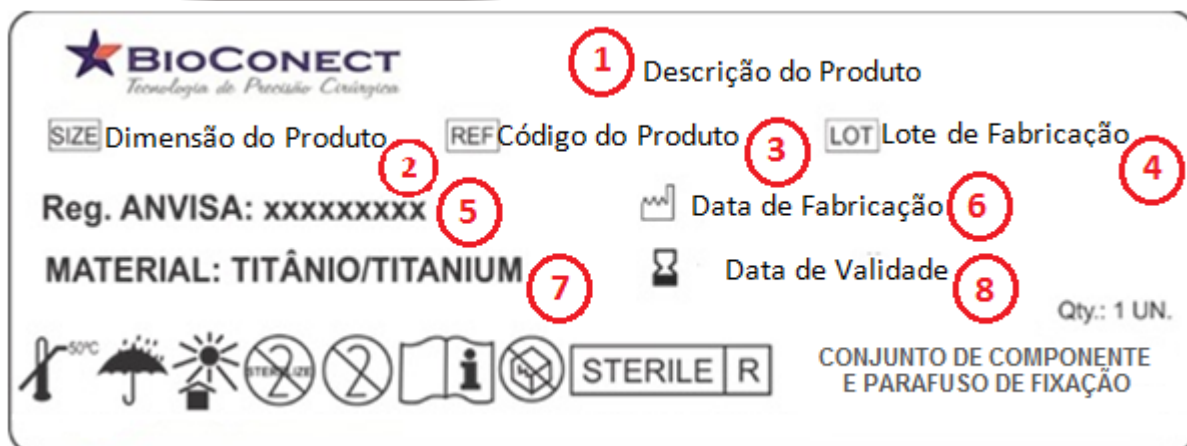 BIOCONECT
Tecnologia de Precisão Cirúrgica
1 Descrição do Produto
SIZE Dimensão do Produto 2 REF Código do Produto 3 LOT Lote de Fabricação 4
Reg. ANVISA: xxxxxxxxx 5 Data de Fabricação 6
MATERIAL: TITÂNIO/TITANIUM 7 Data de Validade 8
Qty.: 1 UN.
50°C 2 STERILIZE 2 i STERILE R
CONJUNTO DE COMPONENTE
E PARAFUSO DE FIXAÇÃO